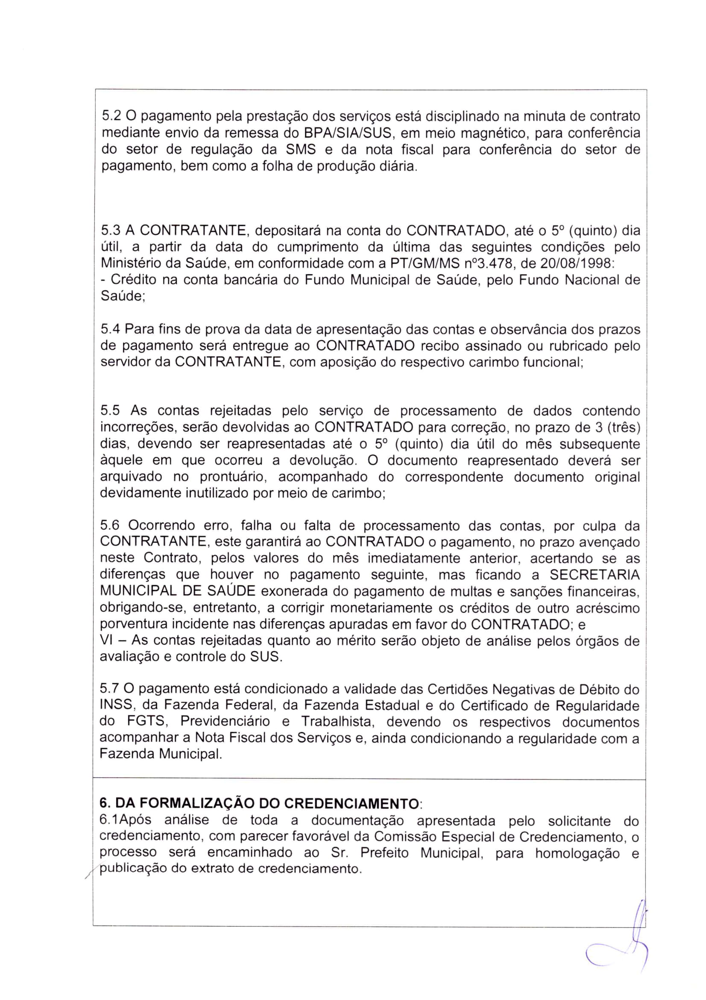 5.2 O pagamento pela prestação dos serviços está disciplinado na minuta de contrato
mediante envio da remessa do BPA/SIA/SUS, em meio magnético, para conferência
do setor de regulação da SMS e da nota fiscal para conferência do setor de
pagamento, bem como a folha de produção diária.
5.3 A CONTRATANTE, depositará na conta do CONTRATADO, até o 5º (quinto) dia
útil, a partir da data do cumprimento da última das seguintes condições pelo
Ministério da Saúde, em conformidade com a PT/GM/MS nº3.478, de 20/08/1998:
- Crédito na conta bancária do Fundo Municipal de Saúde, pelo Fundo Nacional de
Saúde;
5.4 Para fins de prova da data de apresentação das contas e observância dos prazos
de pagamento será entregue ao CONTRATADO recibo assinado ou rubricado pelo
servidor da CONTRATANTE, com aposição do respectivo carimbo funcional;
5.5 As contas rejeitadas pelo serviço de processamento de dados contendo
incorreções, serão devolvidas ao CONTRATADO para correção, no prazo de 3 (três)
dias, devendo ser reapresentadas até o 5º (quinto) dia útil do mês subsequente
àquele em que ocorreu a devolução. O documento reapresentado deverá ser
arquivado no prontuário, acompanhado do correspondente documento original
devidamente inutilizado por meio de carimbo;
5.6 Ocorrendo erro, falha ou falta de processamento das contas, por culpa da
CONTRATANTE, este garantirá ao CONTRATADO o pagamento, no prazo avençado
neste Contrato, pelos valores do mês imediatamente anterior, acertando se as
diferenças que houver no pagamento seguinte, mas ficando a SECRETARIA
MUNICIPAL DE SAÚDE exonerada do pagamento de multas e sanções financeiras,
obrigando-se, entretanto, a corrigir monetariamente os créditos de outro acréscimo
porventura incidente nas diferenças apuradas em favor do CONTRATADO; e
VI – As contas rejeitadas quanto ao mérito serão objeto de análise pelos órgãos de
avaliação e controle do SUS.
5.7 O pagamento está condicionado a validade das Certidões Negativas de Débito do
INSS, da Fazenda Federal, da Fazenda Estadual e do Certificado de Regularidade
do FGTS, Previdenciário e Trabalhista, devendo os respectivos documentos
acompanhar a Nota Fiscal dos Serviços e, ainda condicionando a regularidade com a
Fazenda Municipal.
6. DA FORMALIZAÇÃO DO CREDENCIAMENTO:
6.1Após análise de toda a documentação apresentada pelo solicitante do
credenciamento, com parecer favorável da Comissão Especial de Credenciamento, o
processo será encaminhado ao Sr. Prefeito Municipal, para homologação e
publicação do extrato de credenciamento.